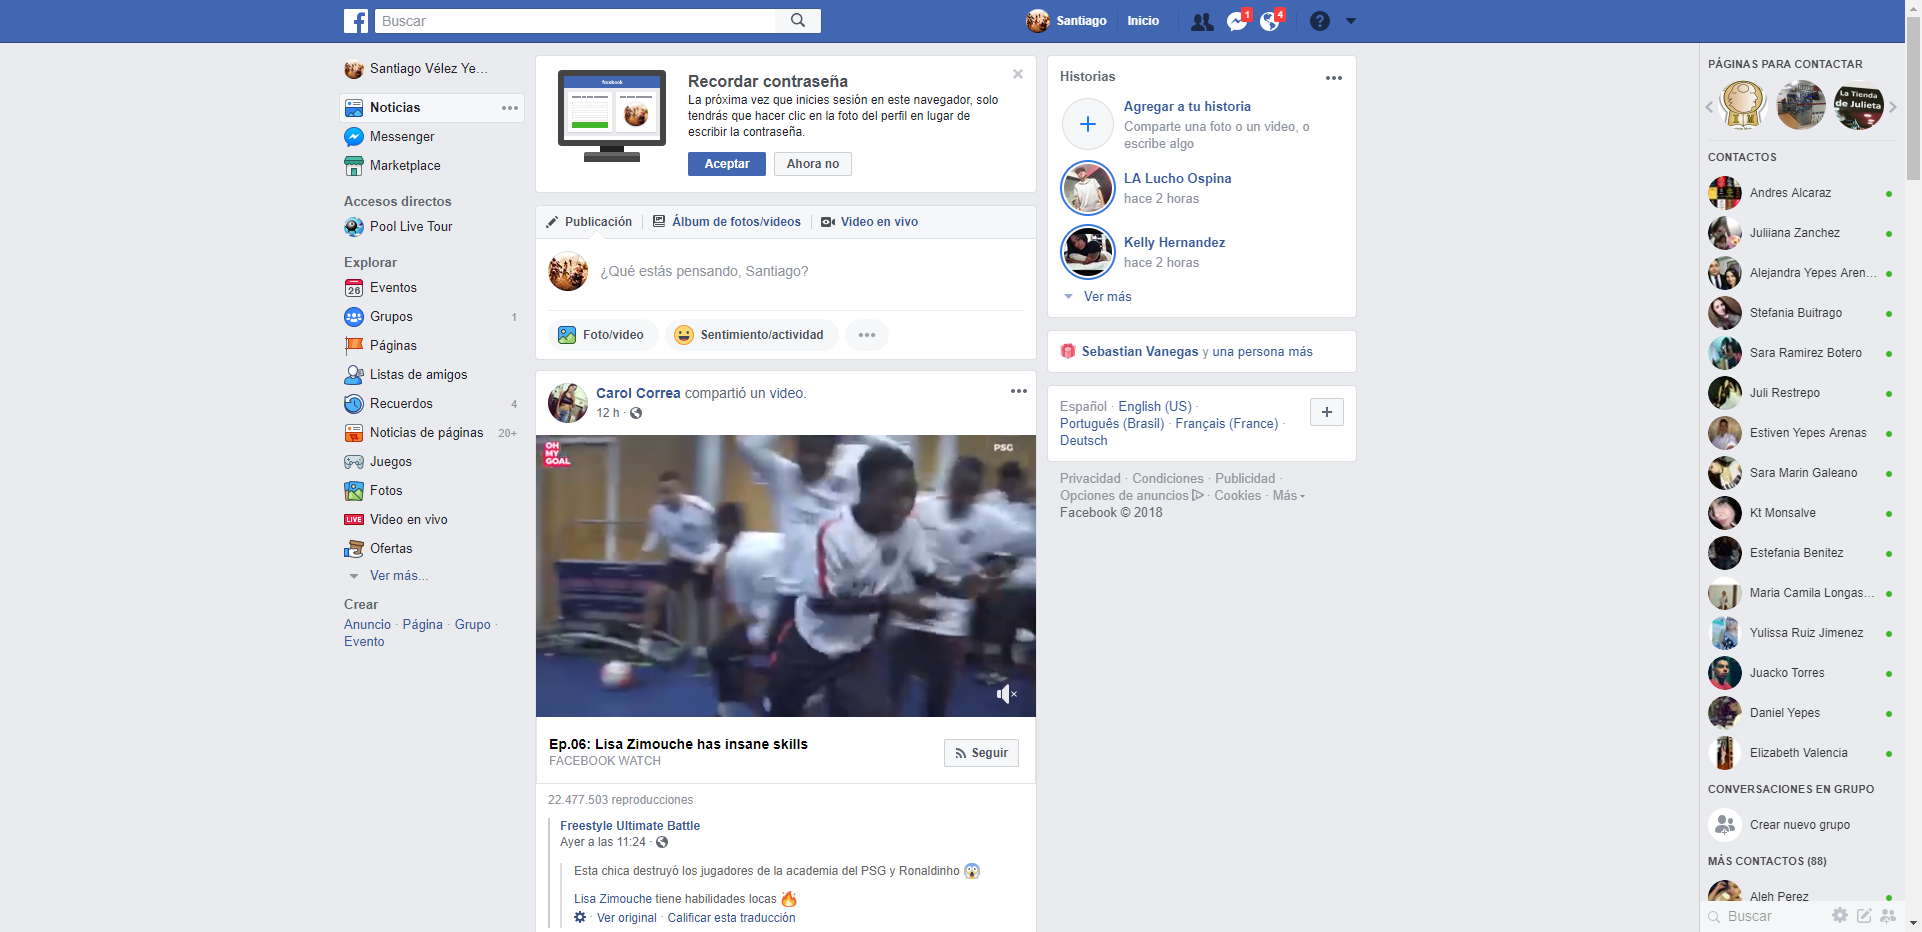 Buscar
Santiago
Inicio
1
4
Santiago Vélez Ye...
Noticias
Messenger
Marketplace
Accesos directos
Pool Live Tour
Explorar
26
Eventos
Grupos 1
Páginas
Listas de amigos
Recuerdos 4
Noticias de páginas 20+
Juegos
Fotos
LIVE Video en vivo
Ofertas
Ver más...
Crear
Anuncio · Página · Grupo ·
Evento
facebook
Recordar contraseña
La próxima vez que inicies sesión en este navegador, solo
tendrás que hacer clic en la foto del perfil en lugar de
escribir la contraseña.
Aceptar
Ahora no
Publicación
Álbum de fotos/videos
Video en vivo
¿Qué estás pensando, Santiago?
Foto/video
Sentimiento/actividad
Carol Correa compartió un video.
12 h ·
OH
MY
GOAL
PSG
Ep.06: Lisa Zimouche has insane skills
FACEBOOK WATCH
Seguir
22.477.503 reproducciones
Freestyle Ultimate Battle
Ayer a las 11:24 ·
Esta chica destruyó los jugadores de la academia del PSG y Ronaldinho 😱
Lisa Zimouche tiene habilidades locas 🔥
· Ver original · Calificar esta traducción
Historias
Agregar a tu historia
Comparte una foto o un video, o
escribe algo
LA Lucho Ospina
hace 2 horas
Kelly Hernandez
hace 2 horas
Ver más
Sebastian Vanegas y una persona más
Español · English (US) ·
Português (Brasil) · Français (France) ·
Deutsch
Privacidad · Condiciones · Publicidad ·
Opciones de anuncios · Cookies · Más
Facebook © 2018
PÁGINAS PARA CONTACTAR
La Tienda
de Julieta
CONTACTOS
Andres Alcaraz
Juliiana Zanchez
Alejandra Yepes Aren...
Stefania Buitrago
Sara Ramirez Botero
Juli Restrepo
Estiven Yepes Arenas
Sara Marin Galeano
Kt Monsalve
Estefania Benitez
Maria Camila Longas...
Yulissa Ruiz Jimenez
Juacko Torres
Daniel Yepes
Elizabeth Valencia
CONVERSACIONES EN GRUPO
Crear nuevo grupo
MÁS CONTACTOS (88)
Aleh Perez
Buscar